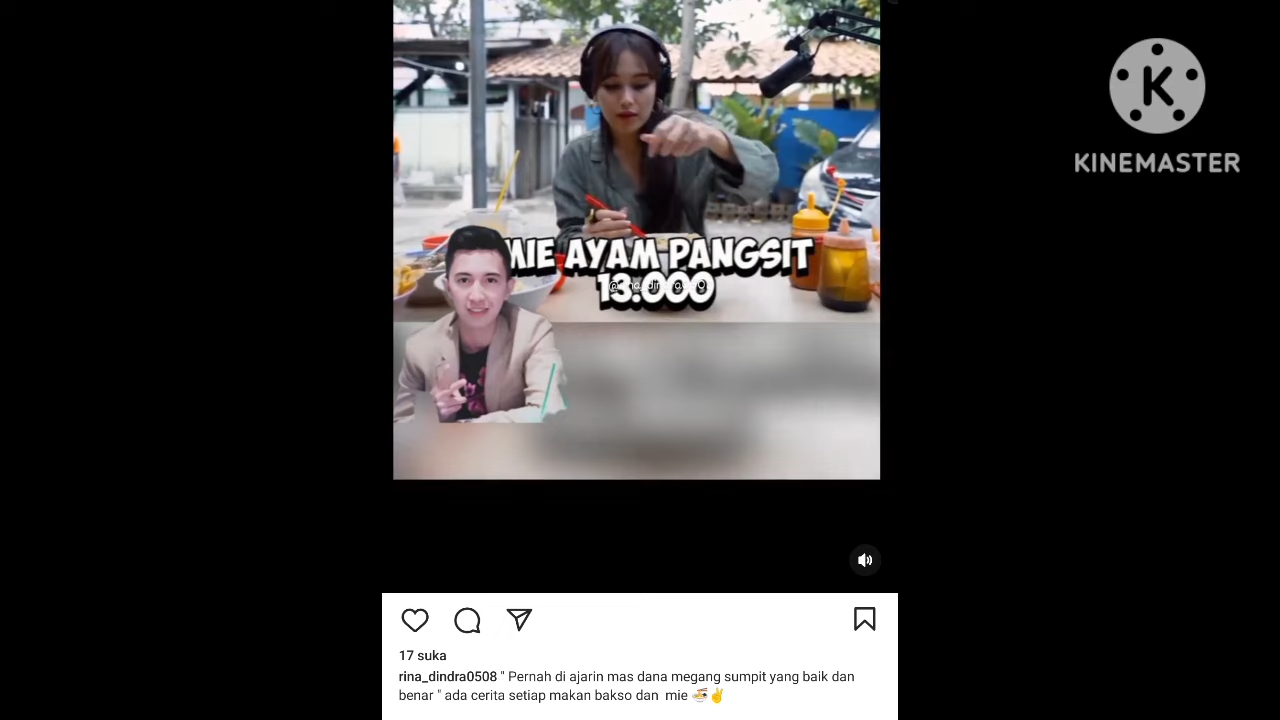 KINEMASTER
MIE AYAM PANGSIT
13.000
17 suka
rina_dindra0508 " Pernah di ajarin mas dana megang sumpit yang baik dan
benar " ada cerita setiap makan bakso dan mie 🍜✌️